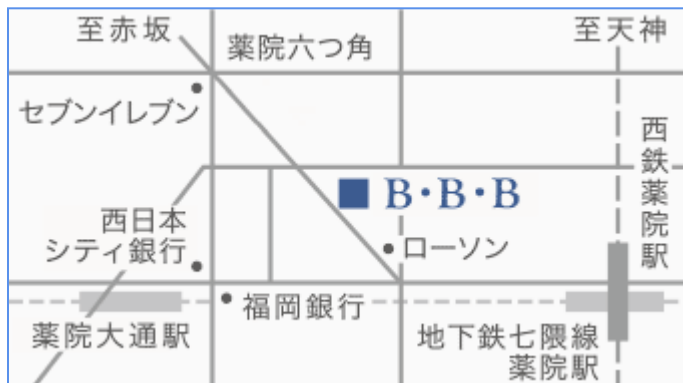 至赤坂
薬院六つ角
至天神
セブンイレブン
西鉄薬院駅
B・B・B
西日本
シティ銀行
ローソン
福岡銀行
薬院大通駅
地下鉄七隈線
薬院駅